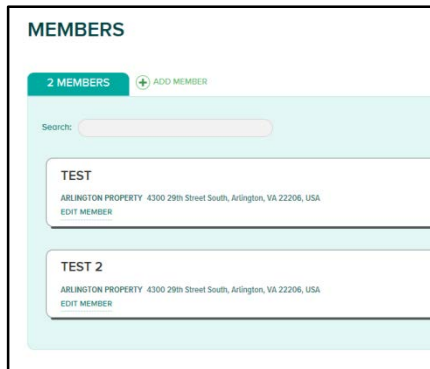 MEMBERS
2 MEMBERS
ADD MEMBER
Search:
TEST
ARLINGTON PROPERTY 4300 29th Street South, Arlington, VA 22206, USA
EDIT MEMBER
TEST 2
ARLINGTON PROPERTY 4300 29th Street South, Arlington, VA 22206, USA
EDIT MEMBER